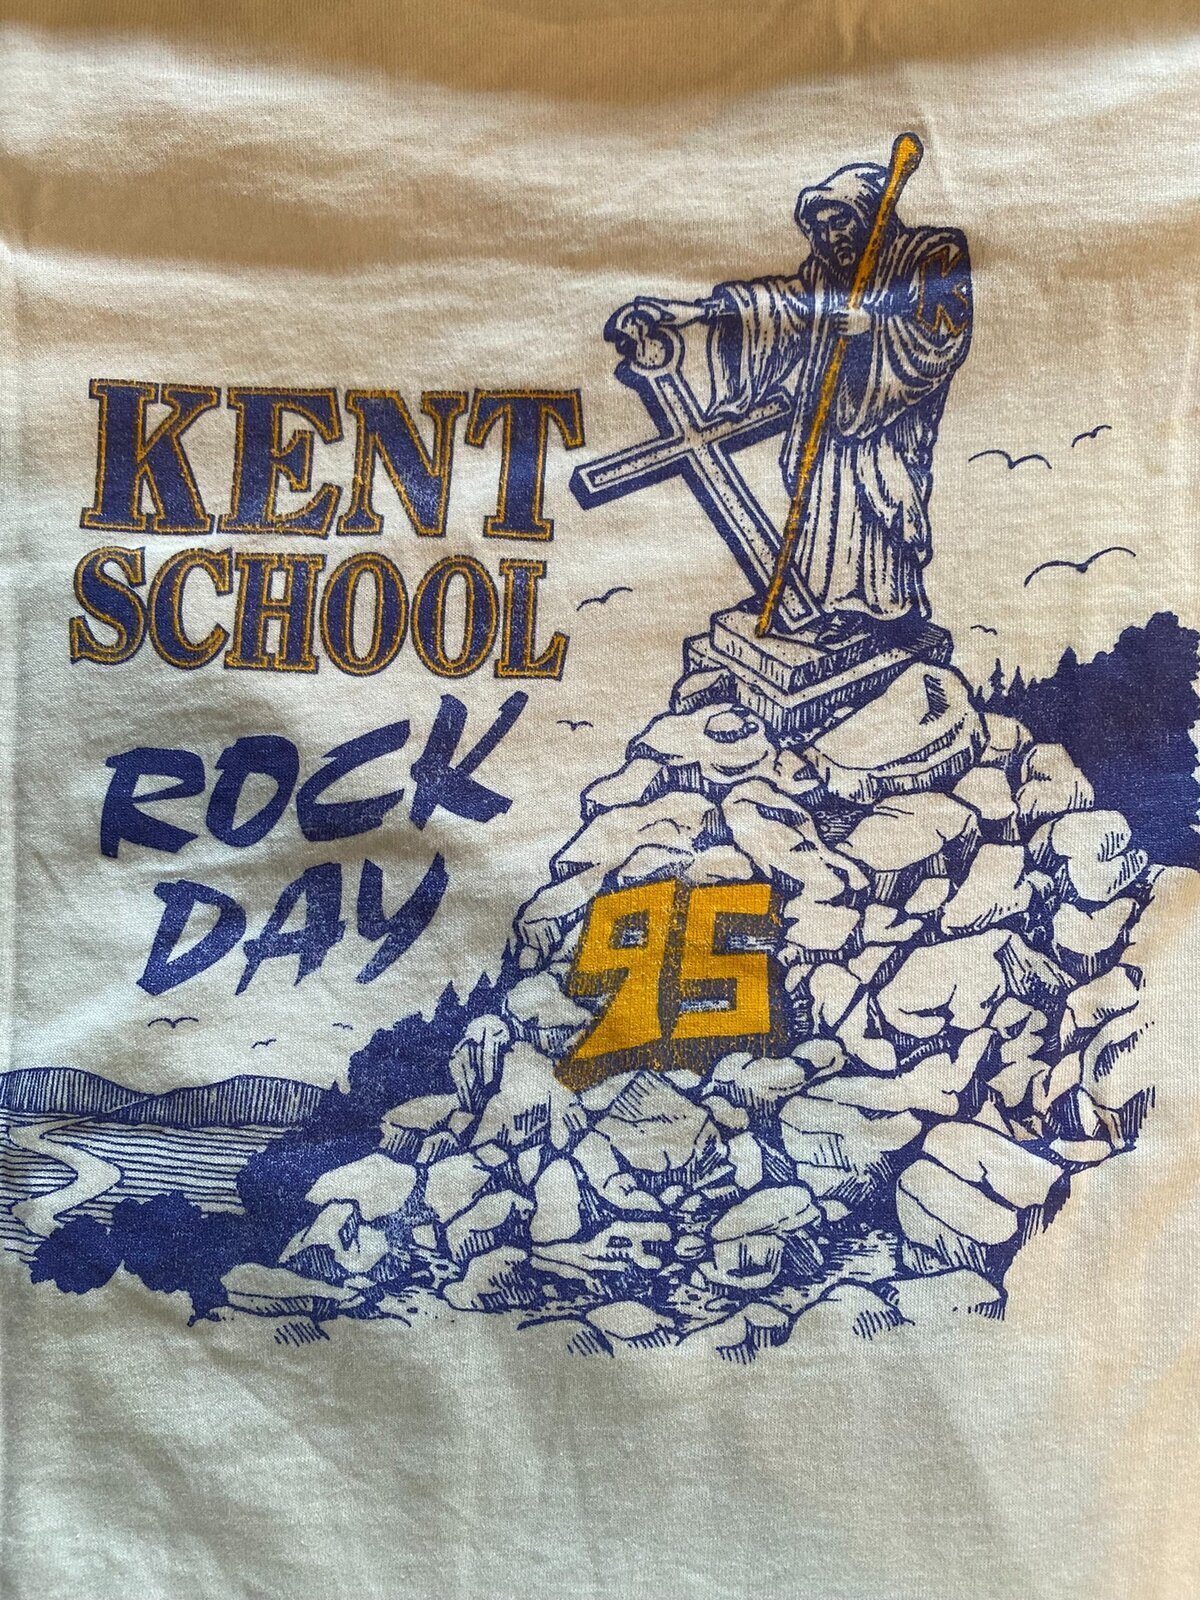 K
KENT
SCHOOL
ROCK
DAY
95